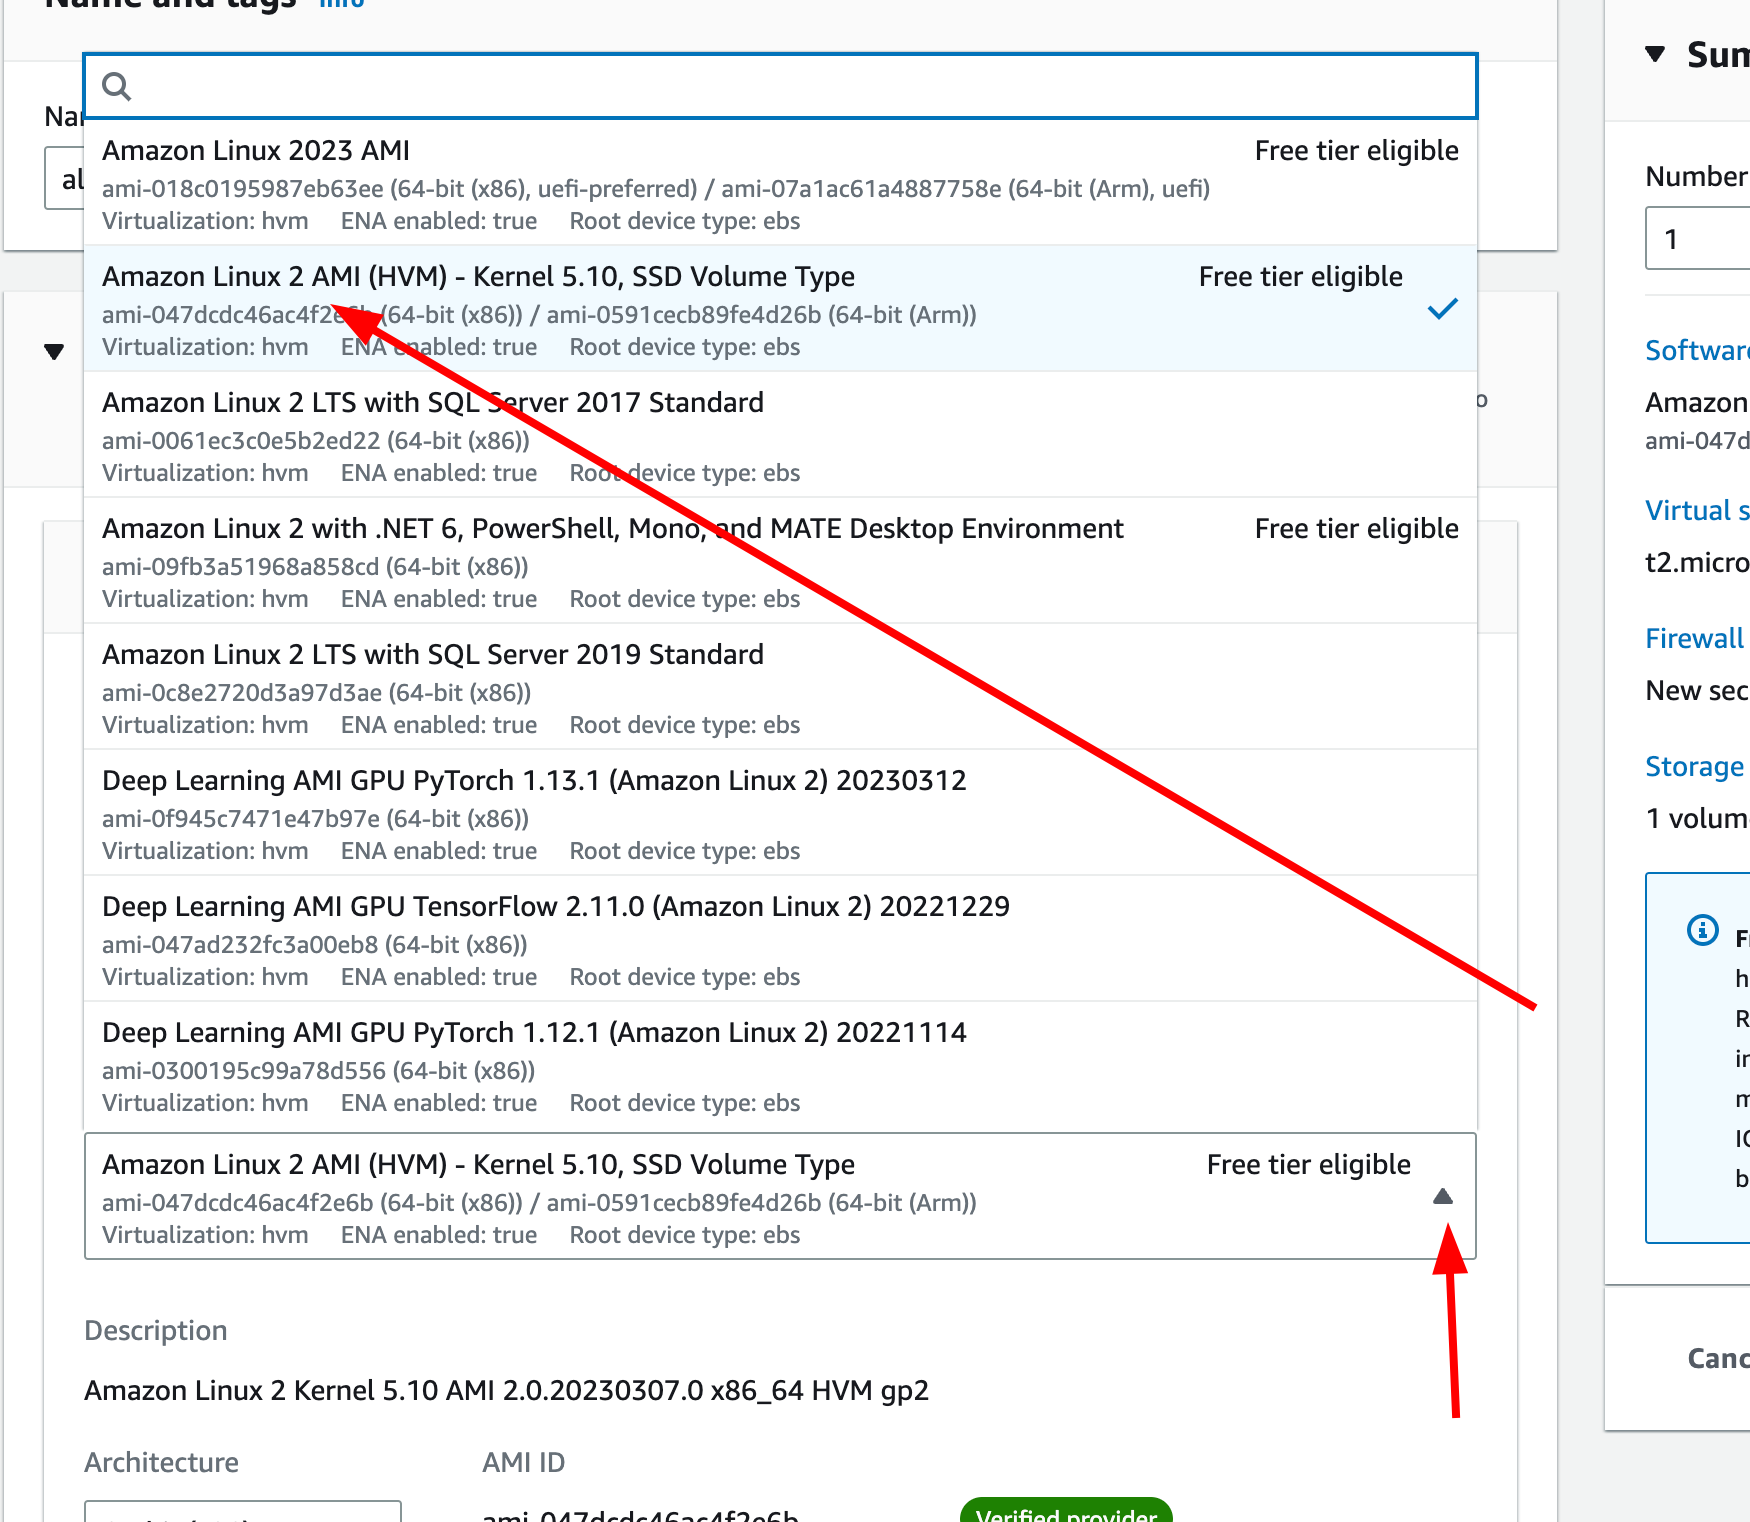 Name and tags Info
Amazon Linux 2023 AMI Free tier eligible
ami-018c0195987eb63ee (64-bit (x86), uefi-preferred) / ami-07a1ac61a4887758e (64-bit (Arm), uefi)
Virtualization: hvm ENA enabled: true Root device type: ebs
Amazon Linux 2 AMI (HVM) - Kernel 5.10, SSD Volume Type Free tier eligible
ami-047dcdc46ac4f2e6b (64-bit (x86)) / ami-0591cecb89fe4d26b (64-bit (Arm))
Virtualization: hvm ENA enabled: true Root device type: ebs
Amazon Linux 2 LTS with SQL Server 2017 Standard
ami-0061ec3c0e5b2ed22 (64-bit (x86))
Virtualization: hvm ENA enabled: true Root device type: ebs
Amazon Linux 2 with .NET 6, PowerShell, Mono, and MATE Desktop Environment Free tier eligible
ami-09fb3a51968a858cd (64-bit (x86))
Virtualization: hvm ENA enabled: true Root device type: ebs
Amazon Linux 2 LTS with SQL Server 2019 Standard
ami-0c8e2720d3a97d3ae (64-bit (x86))
Virtualization: hvm ENA enabled: true Root device type: ebs
Deep Learning AMI GPU PyTorch 1.13.1 (Amazon Linux 2) 20230312
ami-0f945c7471e47b97e (64-bit (x86))
Virtualization: hvm ENA enabled: true Root device type: ebs
Deep Learning AMI GPU TensorFlow 2.11.0 (Amazon Linux 2) 20221229
ami-047ad232fc3a00eb8 (64-bit (x86))
Virtualization: hvm ENA enabled: true Root device type: ebs
Deep Learning AMI GPU PyTorch 1.12.1 (Amazon Linux 2) 20221114
ami-0300195c99a78d556 (64-bit (x86))
Virtualization: hvm ENA enabled: true Root device type: ebs
Amazon Linux 2 AMI (HVM) - Kernel 5.10, SSD Volume Type Free tier eligible
ami-047dcdc46ac4f2e6b (64-bit (x86)) / ami-0591cecb89fe4d26b (64-bit (Arm))
Virtualization: hvm ENA enabled: true Root device type: ebs
Description
Amazon Linux 2 Kernel 5.10 AMI 2.0.20230307.0 x86_64 HVM gp2
Architecture AMI ID
ami-047dcdc46ac4f2e6b Verified provider
Number
1
Amazon
ami-047d
Virtual s
t2.micro
Firewall
New sec
Storage
1 volum